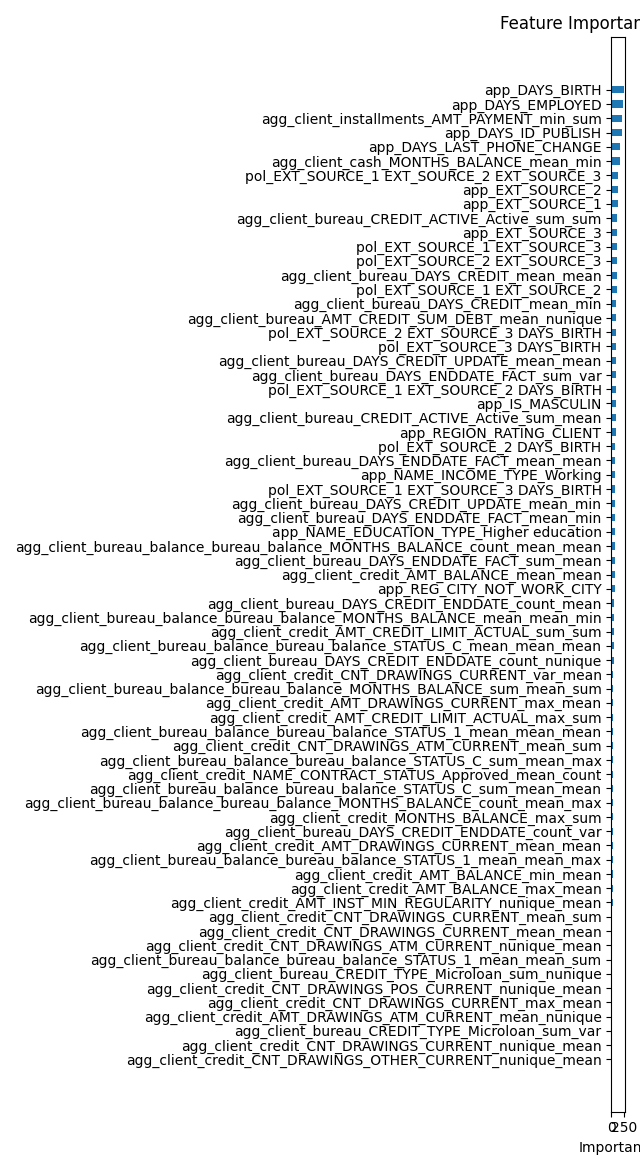 Feature Importan
app_DAYS_BIRTH
app_DAYS_EMPLOYED
agg_client_installments_AMT_PAYMENT_min_sum
app_DAYS_ID_PUBLISH
app_DAYS_LAST_PHONE_CHANGE
agg_client_cash_MONTHS_BALANCE_mean_min
pol_EXT_SOURCE_1 EXT_SOURCE_2 EXT_SOURCE_3
app_EXT_SOURCE_2
app_EXT_SOURCE_1
agg_client_bureau_CREDIT_ACTIVE_Active_sum_sum
app_EXT_SOURCE_3
pol_EXT_SOURCE_1 EXT_SOURCE_3
pol_EXT_SOURCE_2 EXT_SOURCE_3
agg_client_bureau_DAYS_CREDIT_mean_mean
pol_EXT_SOURCE_1 EXT_SOURCE_2
agg_client_bureau_DAYS_CREDIT_mean_min
agg_client_bureau_AMT_CREDIT_SUM_DEBT_mean_nunique
pol_EXT_SOURCE_2 EXT_SOURCE_3 DAYS_BIRTH
pol_EXT_SOURCE_3 DAYS_BIRTH
agg_client_bureau_DAYS_CREDIT_UPDATE_mean_mean
agg_client_bureau_DAYS_ENDDATE_FACT_sum_var
pol_EXT_SOURCE_1 EXT_SOURCE_2 DAYS_BIRTH
app_IS_MASCULIN
agg_client_bureau_CREDIT_ACTIVE_Active_sum_mean
app_REGION_RATING_CLIENT
pol_EXT_SOURCE_2 DAYS_BIRTH
agg_client_bureau_DAYS_ENDDATE_FACT_mean_mean
app_NAME_INCOME_TYPE_Working
pol_EXT_SOURCE_1 EXT_SOURCE_3 DAYS_BIRTH
agg_client_bureau_DAYS_CREDIT_UPDATE_mean_min
agg_client_bureau_DAYS_ENDDATE_FACT_mean_min
app_NAME_EDUCATION_TYPE_Higher education
agg_client_bureau_balance_bureau_balance_MONTHS_BALANCE_count_mean_mean
agg_client_bureau_DAYS_ENDDATE_FACT_sum_mean
agg_client_credit_AMT_BALANCE_mean_mean
app_REG_CITY_NOT_WORK_CITY
agg_client_bureau_DAYS_CREDIT_ENDDATE_count_mean
agg_client_bureau_balance_bureau_balance_MONTHS_BALANCE_mean_mean_min
agg_client_credit_AMT_CREDIT_LIMIT_ACTUAL_sum_sum
agg_client_bureau_balance_bureau_balance_STATUS_C_mean_mean_mean
agg_client_bureau_DAYS_CREDIT_ENDDATE_count_nunique
agg_client_credit_CNT_DRAWINGS_CURRENT_var_mean
agg_client_bureau_balance_bureau_balance_MONTHS_BALANCE_sum_mean_sum
agg_client_credit_AMT_DRAWINGS_CURRENT_max_mean
agg_client_credit_AMT_CREDIT_LIMIT_ACTUAL_max_sum
agg_client_bureau_balance_bureau_balance_STATUS_1_mean_mean_mean
agg_client_credit_CNT_DRAWINGS_ATM_CURRENT_mean_sum
agg_client_bureau_balance_bureau_balance_STATUS_C_sum_mean_max
agg_client_credit_NAME_CONTRACT_STATUS_Approved_mean_count
agg_client_bureau_balance_bureau_balance_STATUS_C_sum_mean_mean
agg_client_bureau_balance_bureau_balance_MONTHS_BALANCE_count_mean_max
agg_client_credit_MONTHS_BALANCE_max_sum
agg_client_bureau_DAYS_CREDIT_ENDDATE_count_var
agg_client_credit_AMT_DRAWINGS_CURRENT_mean_mean
agg_client_bureau_balance_bureau_balance_STATUS_1_mean_mean_max
agg_client_credit_AMT_BALANCE_min_mean
agg_client_credit_AMT_BALANCE_max_mean
agg_client_credit_AMT_INST_MIN_REGULARITY_nunique_mean
agg_client_credit_CNT_DRAWINGS_CURRENT_mean_sum
agg_client_credit_CNT_DRAWINGS_CURRENT_mean_mean
agg_client_credit_CNT_DRAWINGS_ATM_CURRENT_nunique_mean
agg_client_bureau_balance_bureau_balance_STATUS_1_mean_mean_sum
agg_client_bureau_CREDIT_TYPE_Microloan_sum_nunique
agg_client_credit_CNT_DRAWINGS_POS_CURRENT_nunique_mean
agg_client_credit_CNT_DRAWINGS_CURRENT_max_mean
agg_client_credit_AMT_DRAWINGS_ATM_CURRENT_mean_nunique
agg_client_bureau_CREDIT_TYPE_Microloan_sum_var
agg_client_credit_CNT_DRAWINGS_CURRENT_nunique_mean
agg_client_credit_CNT_DRAWINGS_OTHER_CURRENT_nunique_mean
0 250
Importan